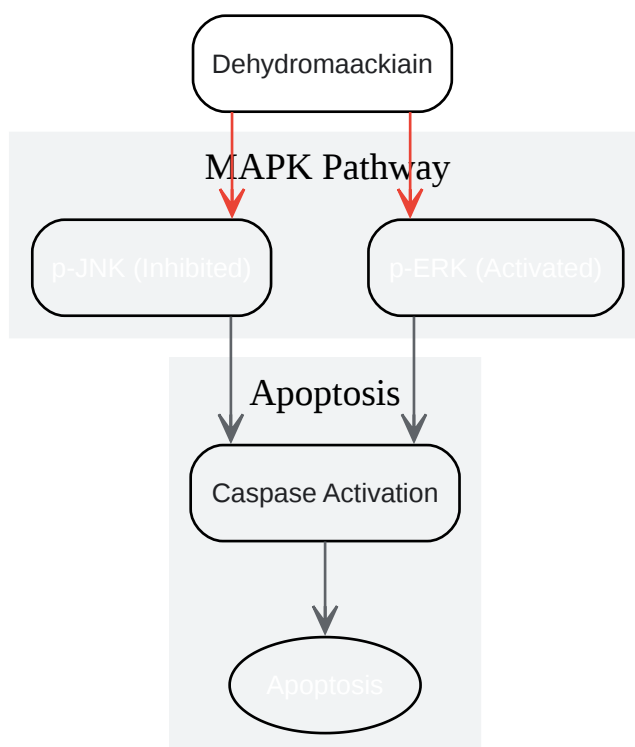 Dehydromaackiain
MAPK Pathway
p-JNK (Inhibited)
p-ERK (Activated)
Apoptosis
Caspase Activation
Apoptosis